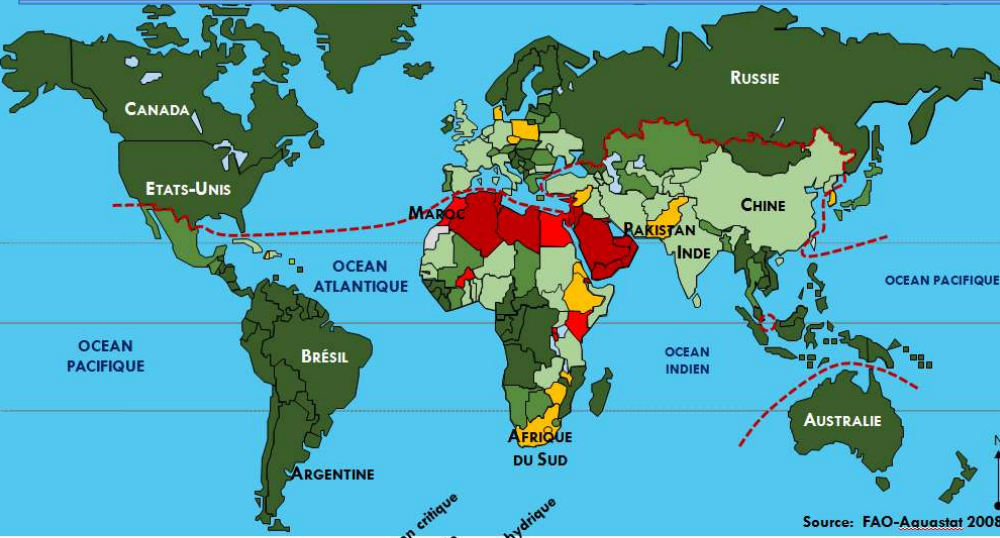 CANADA
RUSSIE
ETATS-UNIS
MAROC
CHINE
PAKISTAN
INDE
OCEAN
ATLANTIQUE
OCEAN PACIFIQUE
OCEAN
PACIFIQUE
BRÉSIL
OCEAN
INDIEN
AUSTRALIE
AFRIQUE
DU SUD
ARGENTINE
N
critique
hydrique
Source: FAO-Aquastat 2008